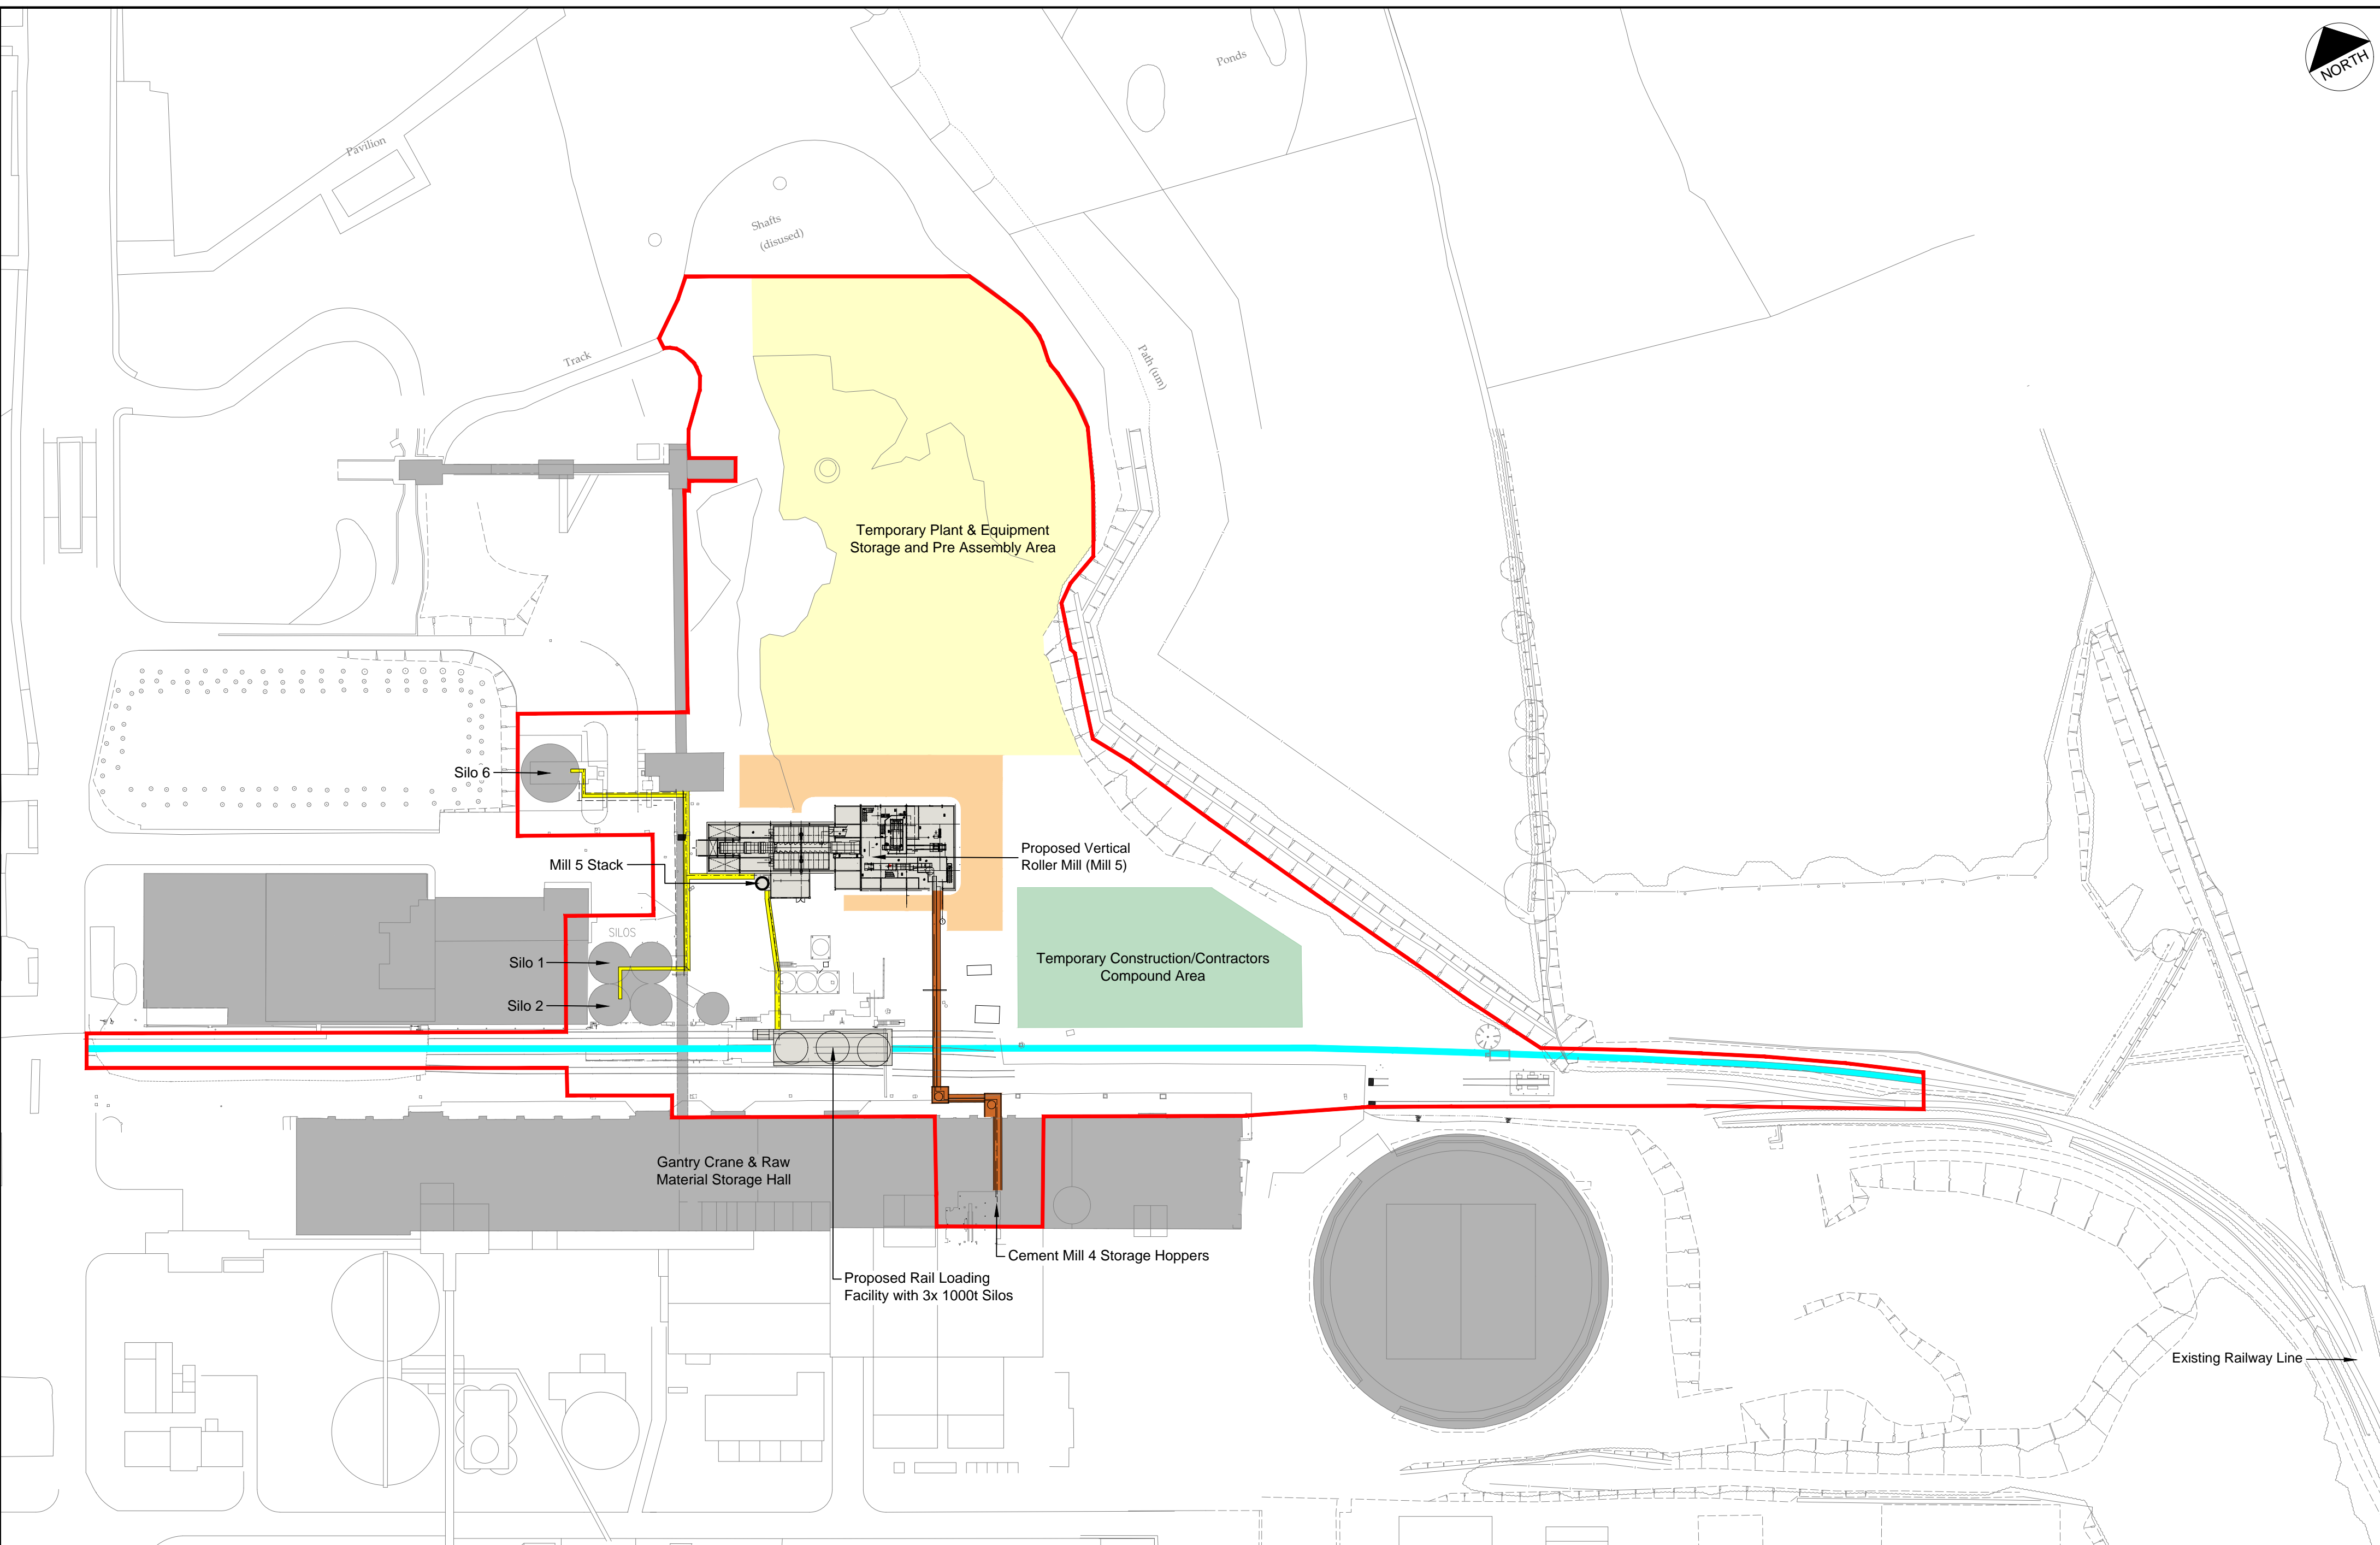 NORTH
Ponds
Pavilion
Shafts
(disused)
Track
Path (um)
Temporary Plant & Equipment
Storage and Pre Assembly Area
Silo 6
Mill 5 Stack
Proposed Vertical
Roller Mill (Mill 5)
SILOS
Silo 1
Silo 2
Temporary Construction/Contractors
Compound Area
Gantry Crane & Raw
Material Storage Hall
Cement Mill 4 Storage Hoppers
Proposed Rail Loading
Facility with 3x 1000t Silos
Existing Railway Line